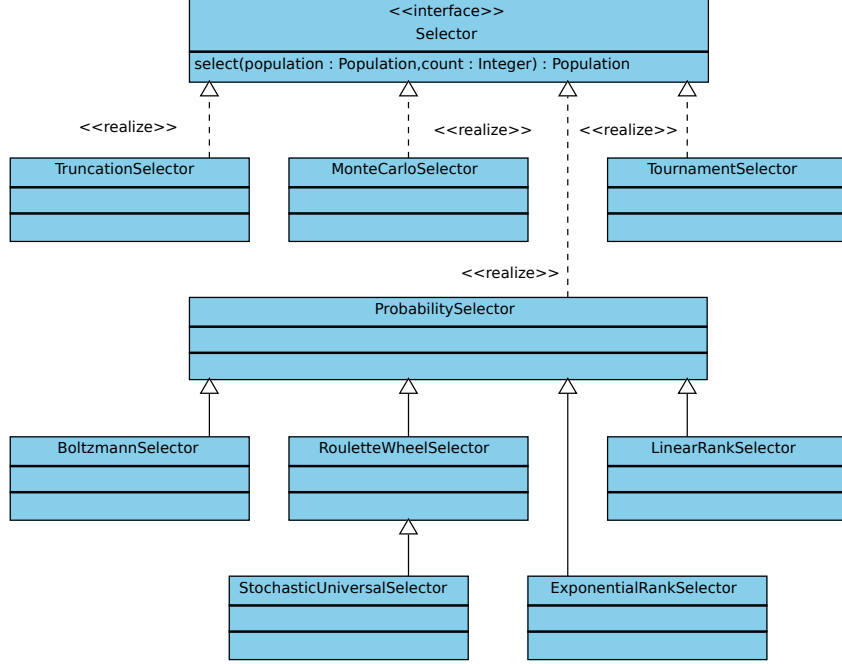 <<interface>>
Selector
select(population : Population,count : Integer) : Population
<<realize>>
<<realize>>
<<realize>>
TruncationSelector
MonteCarloSelector
TournamentSelector
<<realize>>
ProbabilitySelector
BoltzmannSelector
RouletteWheelSelector
LinearRankSelector
StochasticUniversalSelector
ExponentialRankSelector